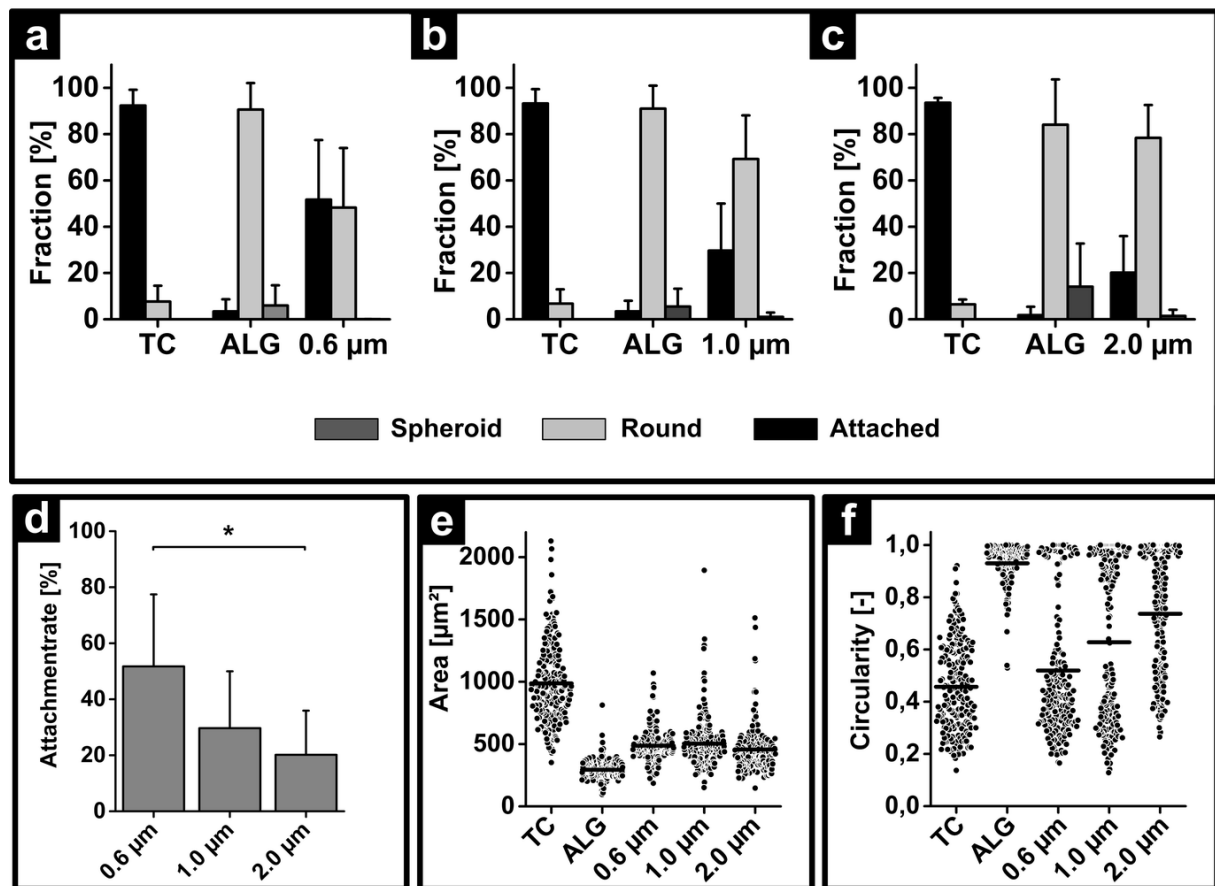 a
Fraction [%]
100
80
60
40
20
0
TC ALG 0.6 µm
b
Fraction [%]
100
80
60
40
20
0
TC ALG 1.0 µm
c
Fraction [%]
100
80
60
40
20
0
TC ALG 2.0 µm
Spheroid Round Attached
d
Attachmentrate [%]
100
80
60
40
20
0
*
0.6 µm 1.0 µm 2.0 µm
e
Area [µm²]
2000
1500
1000
500
0
TC ALG 0.6 µm 1.0 µm 2.0 µm
f
Circularity [-]
1,0
0,8
0,6
0,4
0,2
0,0
TC ALG 0.6 µm 1.0 µm 2.0 µm